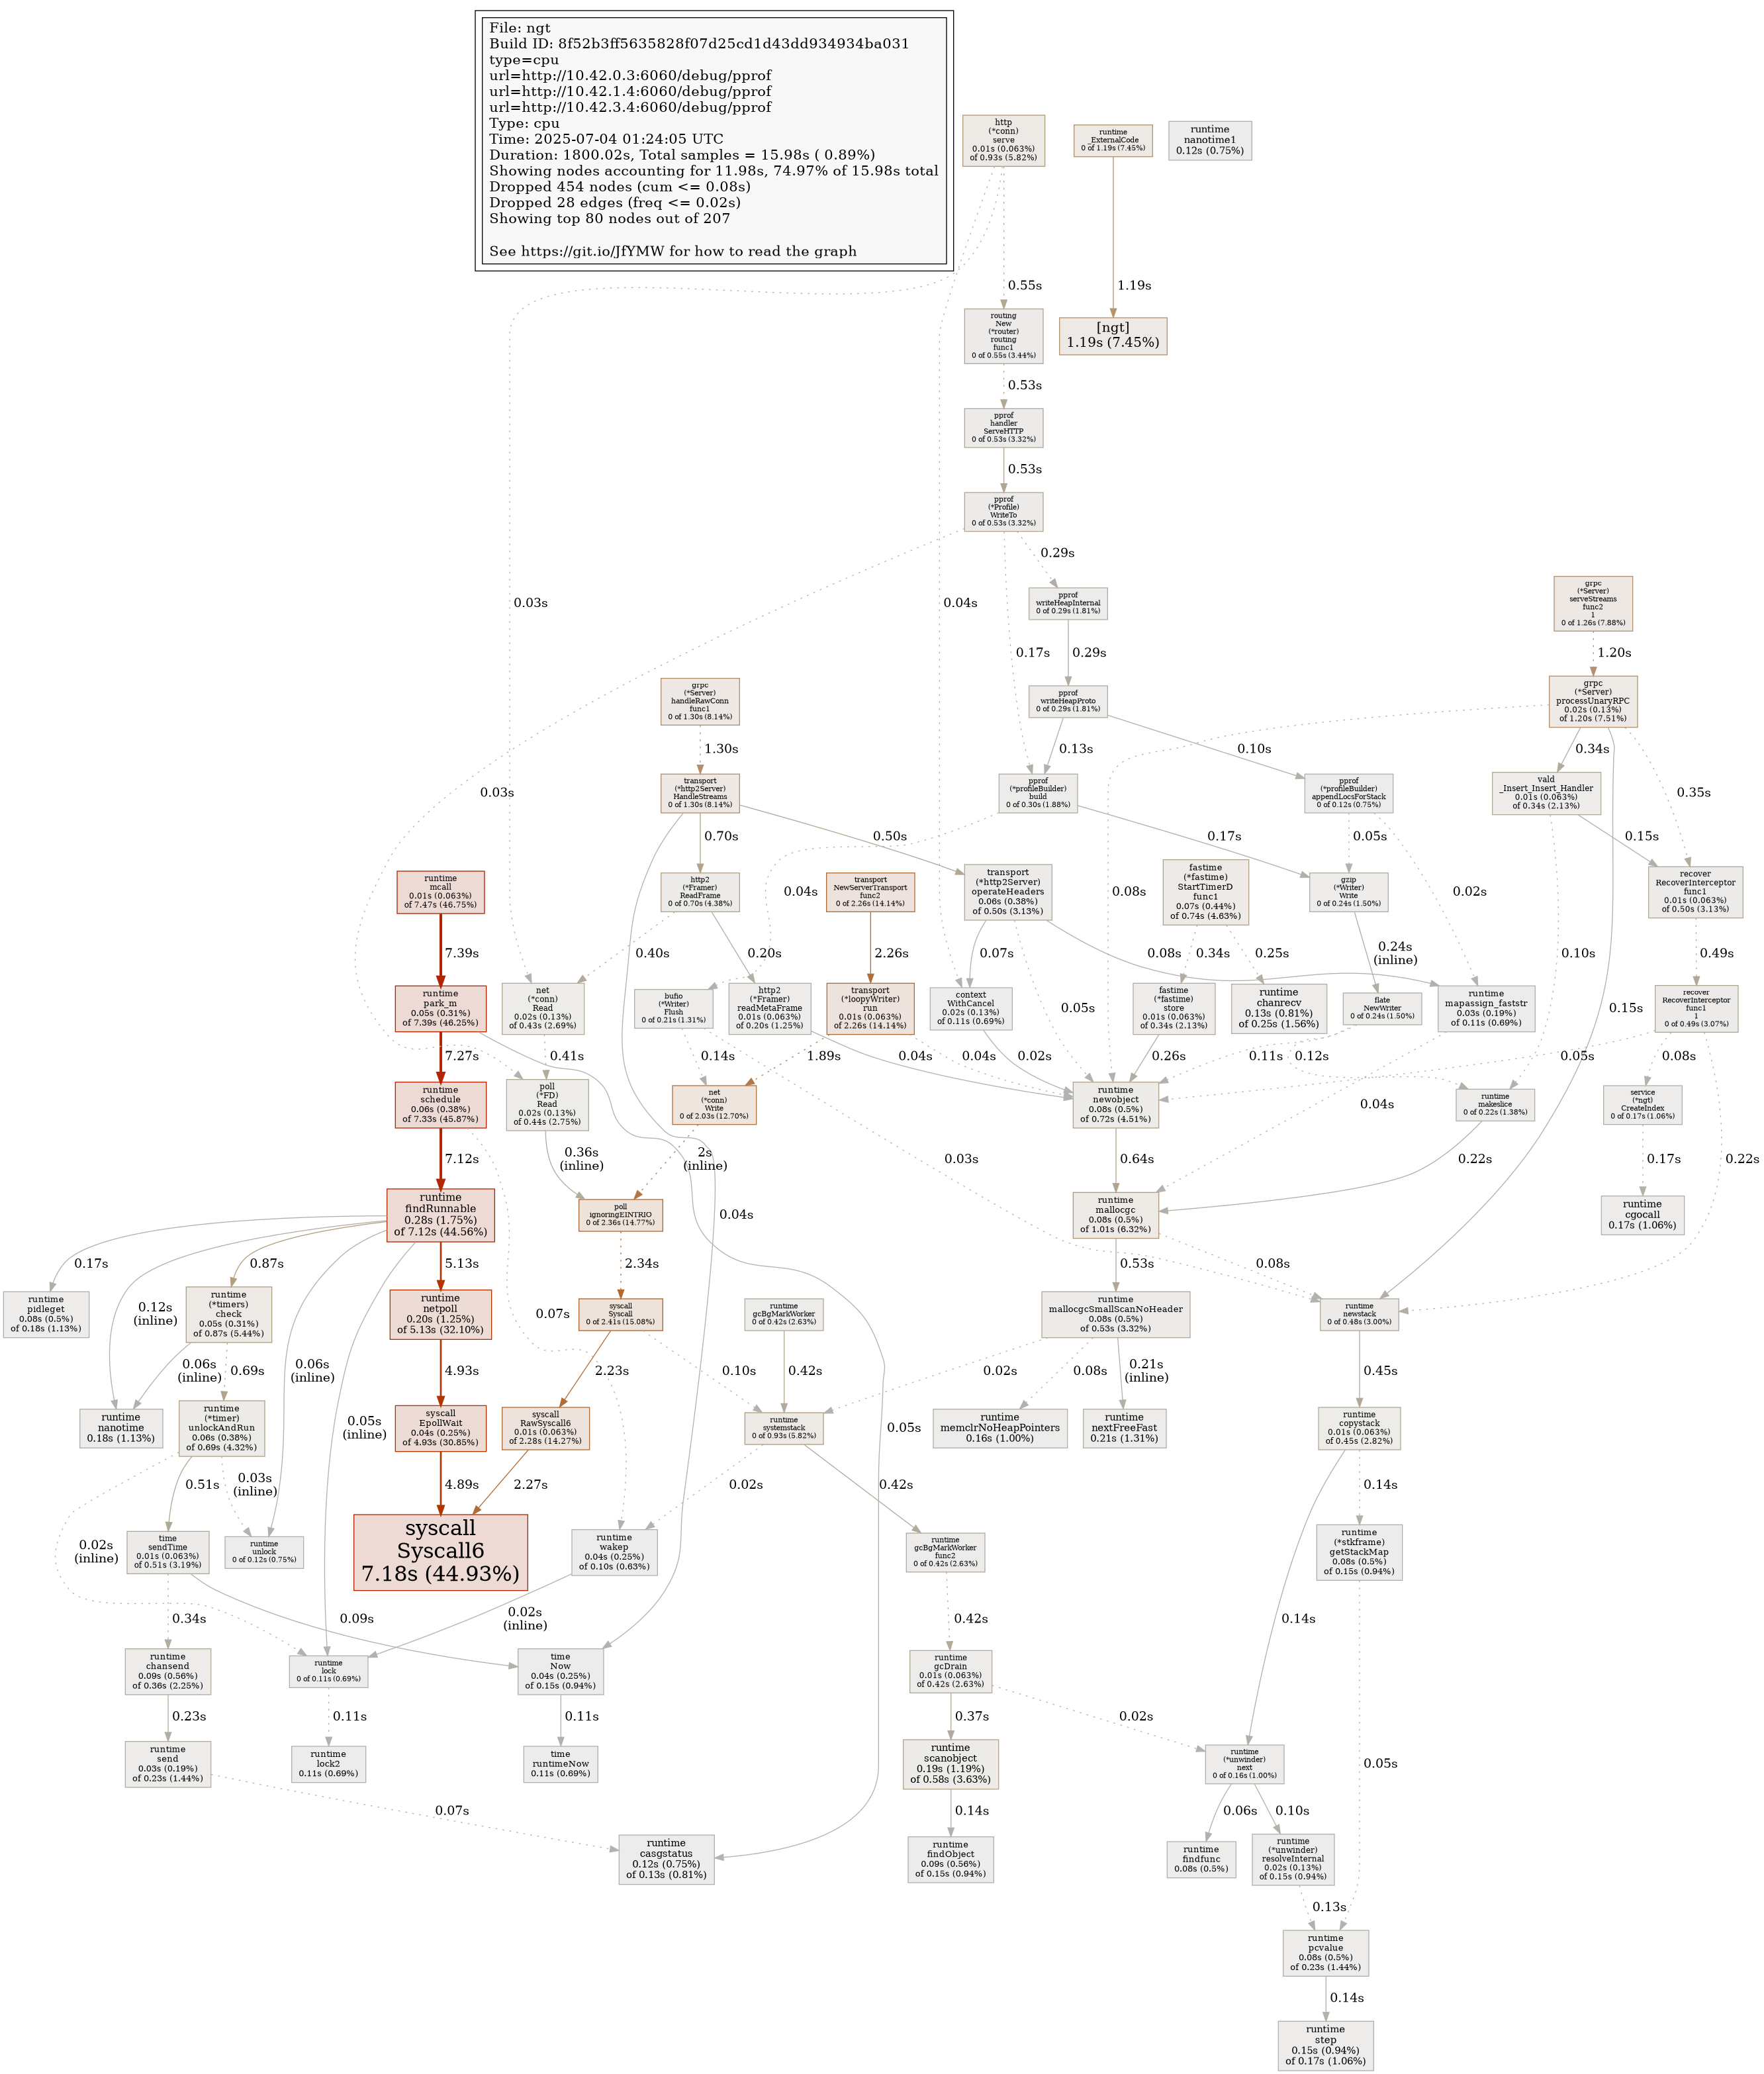 File: ngt
Build ID: 8f52b3ff5635828f07d25cd1d43dd934934ba031
type=cpu
url=http://10.42.0.3:6060/debug/pprof
url=http://10.42.1.4:6060/debug/pprof
url=http://10.42.3.4:6060/debug/pprof
Type: cpu
Time: 2025-07-04 01:24:05 UTC
Duration: 1800.02s, Total samples = 15.98s ( 0.89%)
Showing nodes accounting for 11.98s, 74.97% of 15.98s total
Dropped 454 nodes (cum <= 0.08s)
Dropped 28 edges (freq <= 0.02s)
Showing top 80 nodes out of 207
See https://git.io/JfYMW for how to read the graph
http
(*conn)
serve
0.01s (0.063%)
of 0.93s (5.82%)
runtime
_ExternalCode
0 of 1.19s (7.45%)
runtime
nanotime1
0.12s (0.75%)
0.55s
1.19s
routing
New
(*router)
routing
func1
0 of 0.55s (3.44%)
[ngt]
1.19s (7.45%)
0.53s
pprof
handler
ServeHTTP
0 of 0.53s (3.32%)
0.53s
pprof
(*Profile)
WriteTo
0 of 0.53s (3.32%)
0.29s
0.03s
0.04s
pprof
writeHeapInternal
0 of 0.29s (1.81%)
grpc
(*Server)
serveStreams
func2
1
0 of 1.26s (7.88%)
0.17s
0.29s
1.20s
grpc
(*Server)
handleRawConn
func1
0 of 1.30s (8.14%)
pprof
writeHeapProto
0 of 0.29s (1.81%)
grpc
(*Server)
processUnaryRPC
0.02s (0.13%)
of 1.20s (7.51%)
1.30s
0.13s
0.10s
0.34s
0.03s
transport
(*http2Server)
HandleStreams
0 of 1.30s (8.14%)
pprof
(*profileBuilder)
build
0 of 0.30s (1.88%)
pprof
(*profileBuilder)
appendLocsForStack
0 of 0.12s (0.75%)
vald
_Insert_Insert_Handler
0.01s (0.063%)
of 0.34s (2.13%)
0.35s
0.70s
0.50s
0.17s
0.05s
0.15s
runtime
mcall
0.01s (0.063%)
of 7.47s (46.75%)
http2
(*Framer)
ReadFrame
0 of 0.70s (4.38%)
0.04s
transport
NewServerTransport
func2
0 of 2.26s (14.14%)
transport
(*http2Server)
operateHeaders
0.06s (0.38%)
of 0.50s (3.13%)
0.08s
fastime
(*fastime)
StartTimerD
func1
0.07s (0.44%)
of 0.74s (4.63%)
gzip
(*Writer)
Write
0 of 0.24s (1.50%)
0.02s
recover
RecoverInterceptor
func1
0.01s (0.063%)
of 0.50s (3.13%)
7.39s
0.40s
0.20s
2.26s
0.07s
0.08s
0.34s
0.25s
0.24s
(inline)
0.10s
0.49s
runtime
park_m
0.05s (0.31%)
of 7.39s (46.25%)
net
(*conn)
Read
0.02s (0.13%)
of 0.43s (2.69%)
bufio
(*Writer)
Flush
0 of 0.21s (1.31%)
http2
(*Framer)
readMetaFrame
0.01s (0.063%)
of 0.20s (1.25%)
transport
(*loopyWriter)
run
0.01s (0.063%)
of 2.26s (14.14%)
context
WithCancel
0.02s (0.13%)
of 0.11s (0.69%)
0.05s
fastime
(*fastime)
store
0.01s (0.063%)
of 0.34s (2.13%)
runtime
chanrecv
0.13s (0.81%)
of 0.25s (1.56%)
flate
NewWriter
0 of 0.24s (1.50%)
runtime
mapassign_faststr
0.03s (0.19%)
of 0.11s (0.69%)
0.15s
recover
RecoverInterceptor
func1
1
0 of 0.49s (3.07%)
7.27s
0.41s
0.14s
1.89s
0.04s
0.04s
0.02s
0.26s
0.11s
0.12s
0.05s
0.08s
runtime
schedule
0.06s (0.38%)
of 7.33s (45.87%)
poll
(*FD)
Read
0.02s (0.13%)
of 0.44s (2.75%)
net
(*conn)
Write
0 of 2.03s (12.70%)
runtime
newobject
0.08s (0.5%)
of 0.72s (4.51%)
0.04s
runtime
makeslice
0 of 0.22s (1.38%)
service
(*ngt)
CreateIndex
0 of 0.17s (1.06%)
7.12s
0.36s
(inline)
2s
(inline)
0.03s
0.64s
0.22s
0.17s
0.22s
runtime
findRunnable
0.28s (1.75%)
of 7.12s (44.56%)
poll
ignoringEINTRIO
0 of 2.36s (14.77%)
0.04s
runtime
mallocgc
0.08s (0.5%)
of 1.01s (6.32%)
runtime
cgocall
0.17s (1.06%)
0.17s
0.87s
5.13s
2.34s
0.53s
0.08s
runtime
pidleget
0.08s (0.5%)
of 0.18s (1.13%)
0.12s
(inline)
runtime
(*timers)
check
0.05s (0.31%)
of 0.87s (5.44%)
runtime
netpoll
0.20s (1.25%)
of 5.13s (32.10%)
0.07s
syscall
Syscall
0 of 2.41s (15.08%)
runtime
gcBgMarkWorker
0 of 0.42s (2.63%)
runtime
mallocgcSmallScanNoHeader
0.08s (0.5%)
of 0.53s (3.32%)
runtime
newstack
0 of 0.48s (3.00%)
0.06s
(inline)
0.69s
0.06s
(inline)
4.93s
2.23s
0.10s
0.42s
0.02s
0.08s
0.21s
(inline)
0.45s
runtime
nanotime
0.18s (1.13%)
runtime
(*timer)
unlockAndRun
0.06s (0.38%)
of 0.69s (4.32%)
0.05s
(inline)
syscall
EpollWait
0.04s (0.25%)
of 4.93s (30.85%)
syscall
RawSyscall6
0.01s (0.063%)
of 2.28s (14.27%)
runtime
systemstack
0 of 0.93s (5.82%)
0.05s
runtime
memclrNoHeapPointers
0.16s (1.00%)
runtime
nextFreeFast
0.21s (1.31%)
runtime
copystack
0.01s (0.063%)
of 0.45s (2.82%)
0.51s
0.03s
(inline)
4.89s
2.27s
0.02s
0.42s
0.14s
0.02s
(inline)
time
sendTime
0.01s (0.063%)
of 0.51s (3.19%)
runtime
unlock
0 of 0.12s (0.75%)
syscall
Syscall6
7.18s (44.93%)
runtime
wakep
0.04s (0.25%)
of 0.10s (0.63%)
runtime
gcBgMarkWorker
func2
0 of 0.42s (2.63%)
runtime
(*stkframe)
getStackMap
0.08s (0.5%)
of 0.15s (0.94%)
0.34s
0.09s
0.02s
(inline)
0.42s
0.14s
runtime
chansend
0.09s (0.56%)
of 0.36s (2.25%)
runtime
lock
0 of 0.11s (0.69%)
time
Now
0.04s (0.25%)
of 0.15s (0.94%)
runtime
gcDrain
0.01s (0.063%)
of 0.42s (2.63%)
0.23s
0.11s
0.11s
0.37s
0.02s
runtime
send
0.03s (0.19%)
of 0.23s (1.44%)
runtime
lock2
0.11s (0.69%)
time
runtimeNow
0.11s (0.69%)
runtime
scanobject
0.19s (1.19%)
of 0.58s (3.63%)
runtime
(*unwinder)
next
0 of 0.16s (1.00%)
0.05s
0.07s
0.14s
0.06s
0.10s
runtime
casgstatus
0.12s (0.75%)
of 0.13s (0.81%)
runtime
findObject
0.09s (0.56%)
of 0.15s (0.94%)
runtime
findfunc
0.08s (0.5%)
runtime
(*unwinder)
resolveInternal
0.02s (0.13%)
of 0.15s (0.94%)
0.13s
runtime
pcvalue
0.08s (0.5%)
of 0.23s (1.44%)
0.14s
runtime
step
0.15s (0.94%)
of 0.17s (1.06%)